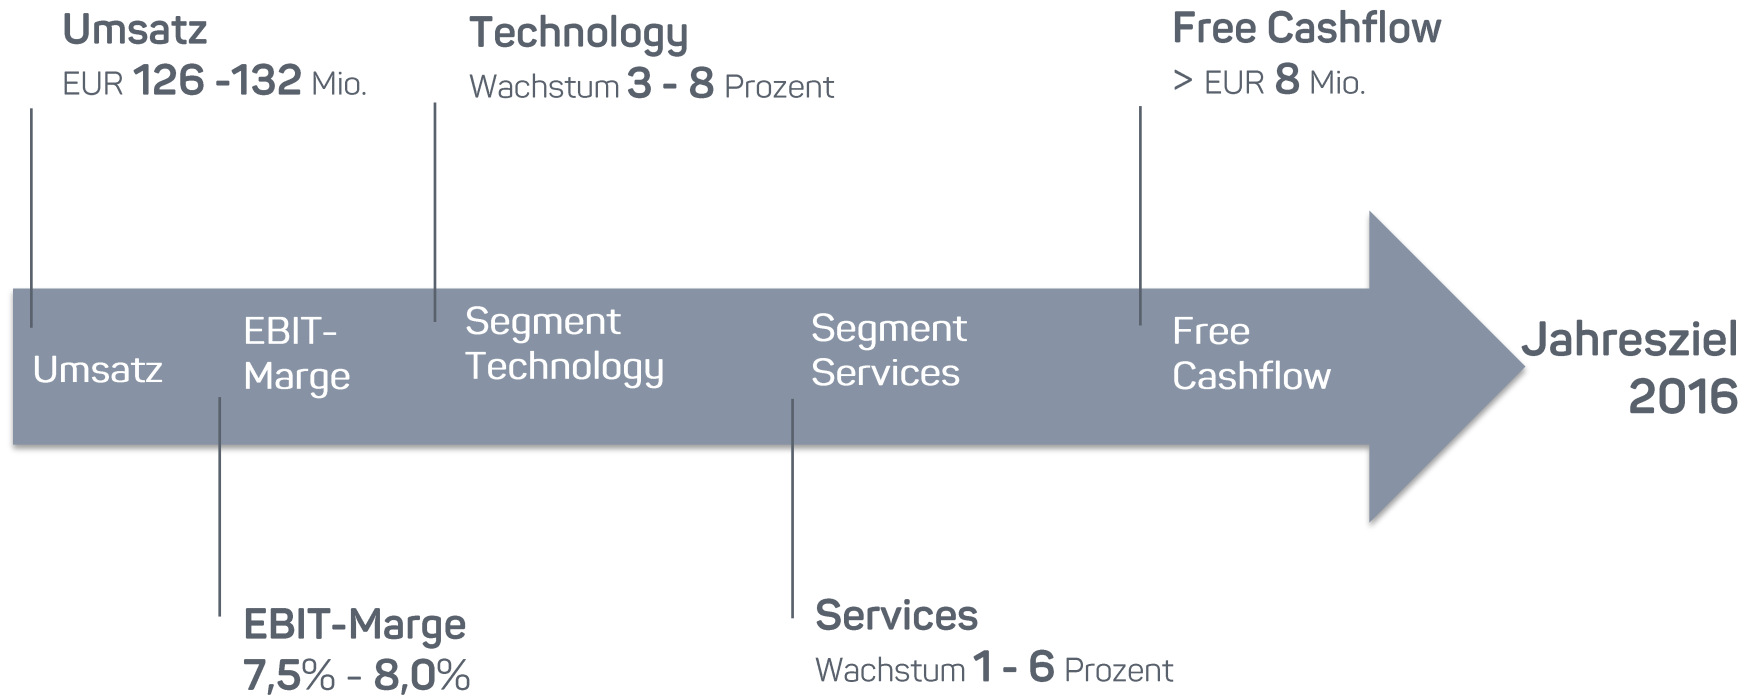 Umsatz
EUR 126 -132 Mio.
Technology
Wachstum 3 - 8 Prozent
Free Cashflow
> EUR 8 Mio.
Umsatz
EBIT-
Marge
Segment
Technology
Segment
Services
Free
Cashflow
Jahresziel
2016
EBIT-Marge
7,5% - 8,0%
Services
Wachstum 1 - 6 Prozent